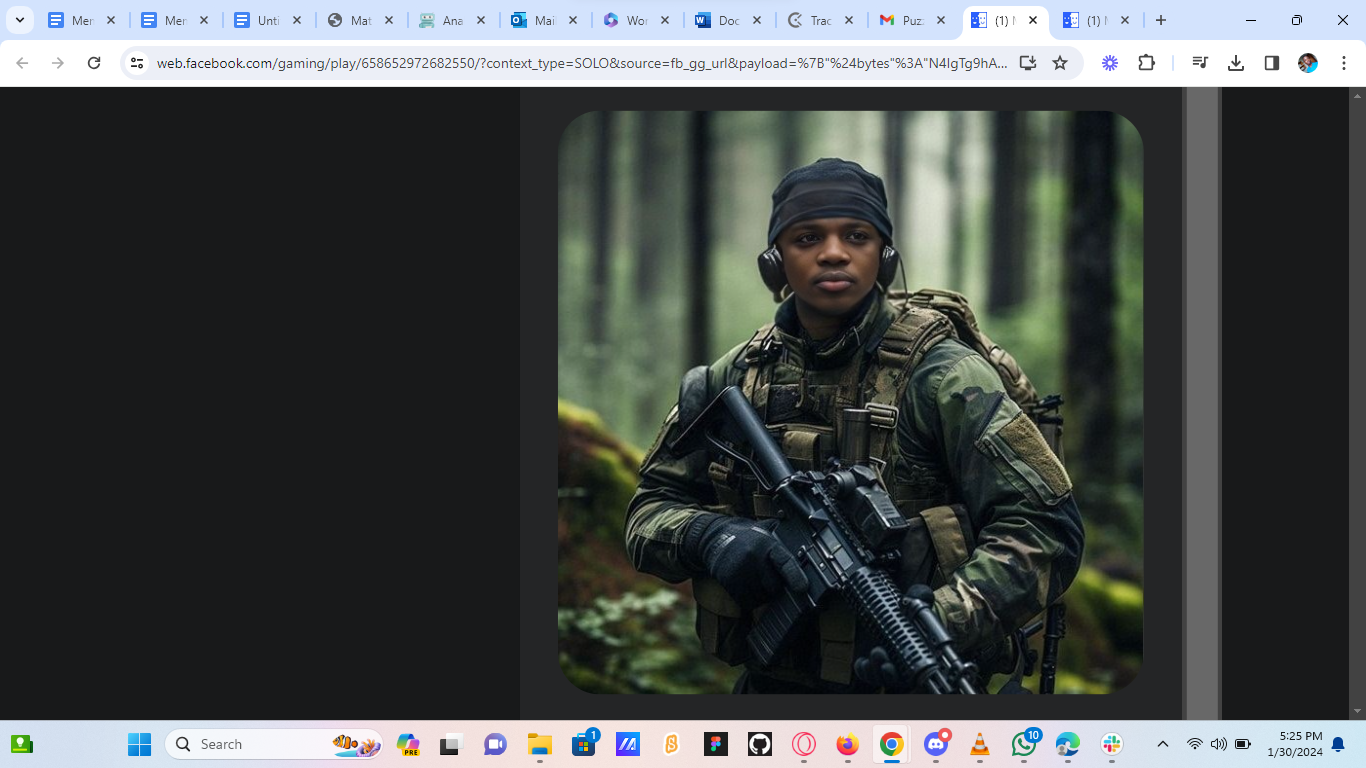 Mer
Mer
Unti
Mat
Ana
Mai
Wor
Doc
Trac
Puz
(1)
(1)
web.facebook.com/gaming/play/658652972682550/?context_type=SOLO&source=fb_gg_url&payload=%7B"%24bytes"%3A"N4IgTg9hA...
Search
PRE
1
10
5:25 PM
1/30/2024